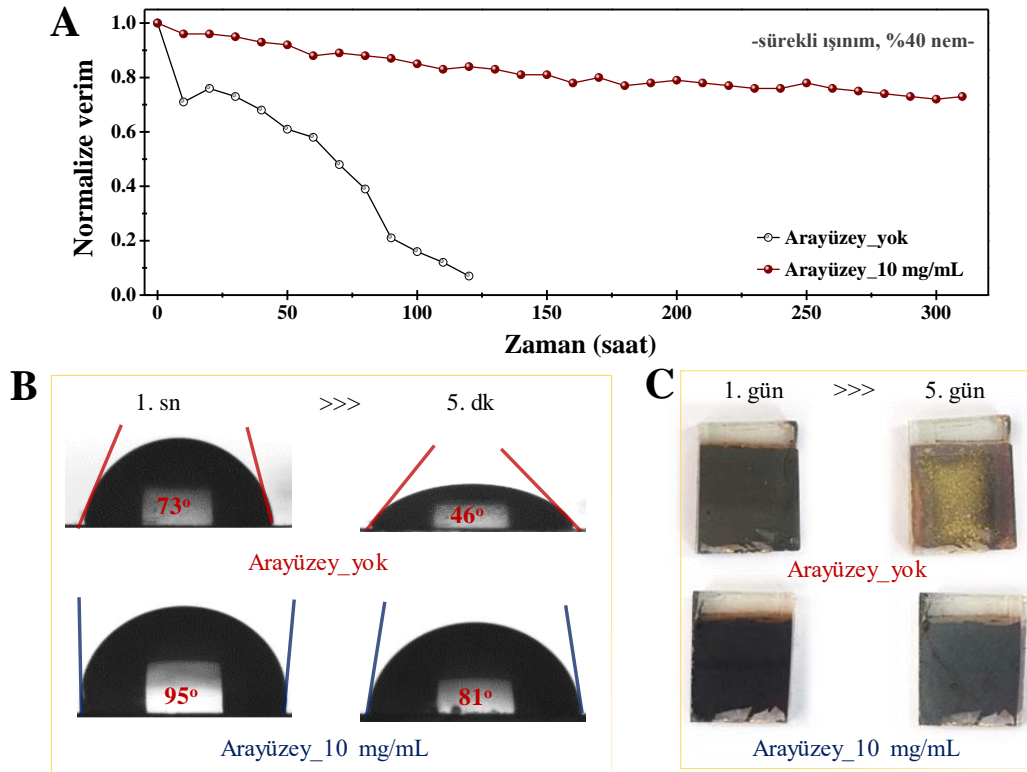 A
-sürekli ışınım, %40 nem-
Normalize verim
1.0
0.8
0.6
0.4
0.2
0.0
Arayüzey_yok
Arayüzey_10 mg/mL
0 50 100 150 200 250 300
Zaman (saat)
B
1. sn >>> 5. dk
73° 46°
Arayüzey_yok
95° 81°
Arayüzey_10 mg/mL
C
1. gün >>> 5. gün
Arayüzey_yok
Arayüzey_10 mg/mL